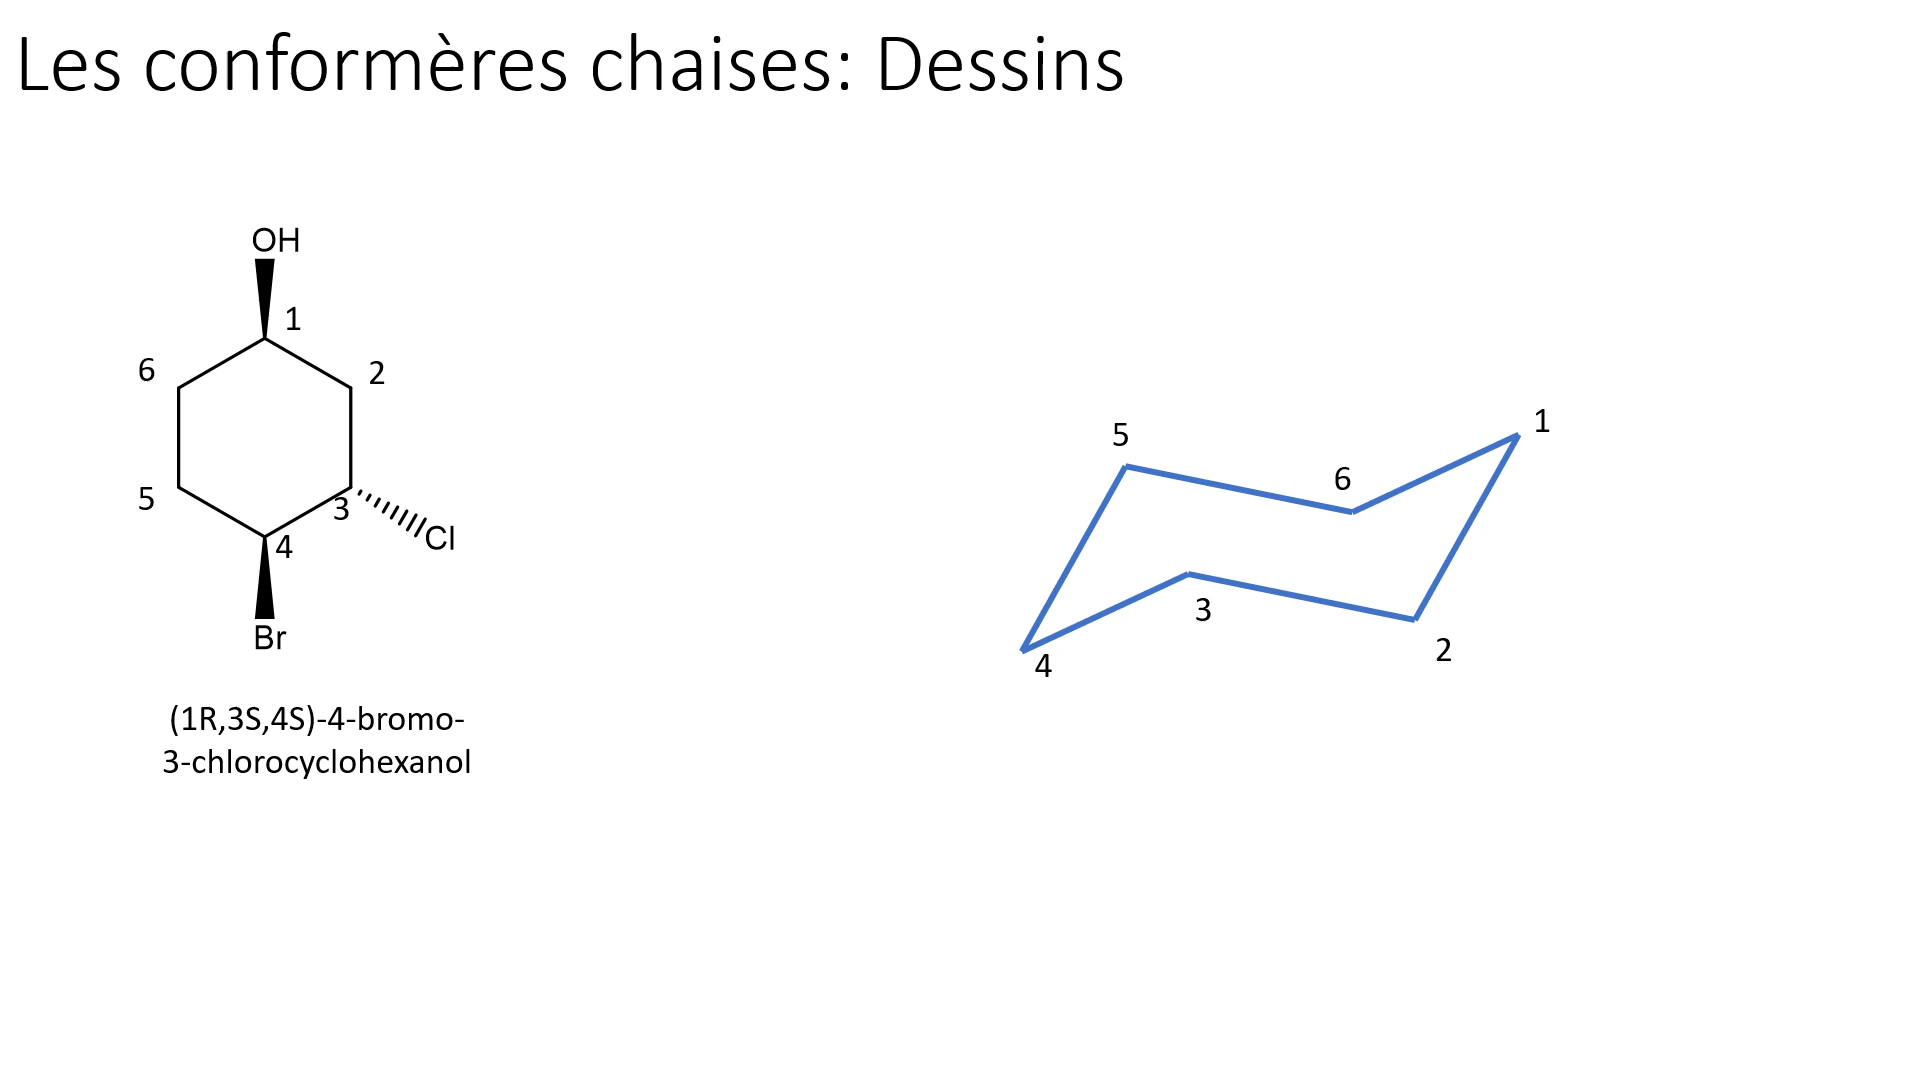 Les conformères chaises: Dessins
OH
1
6
2
5
3
Cl
4
Br
(1R,3S,4S)-4-bromo-
3-chlorocyclohexanol
1
5
6
3
2
4